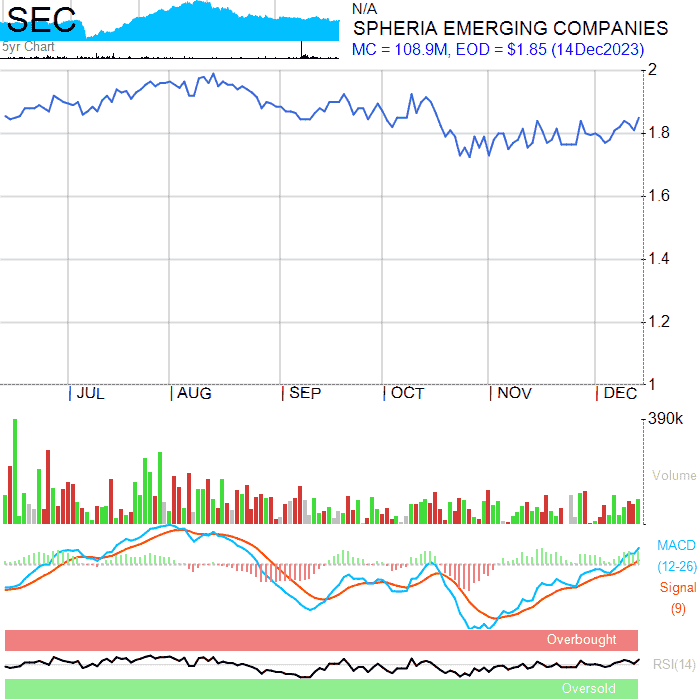 SEC
5yr Chart
N/A
SPHERIA EMERGING COMPANIES
MC = 108.9M, EOD = $1.85 (14Dec2023)
2
1.8
1.6
1.4
1.2
1
JUL AUG SEP OCT NOV DEC
390k
Volume
MACD
(12-26)
Signal
(9)
Overbought
RSI(14)
Oversold